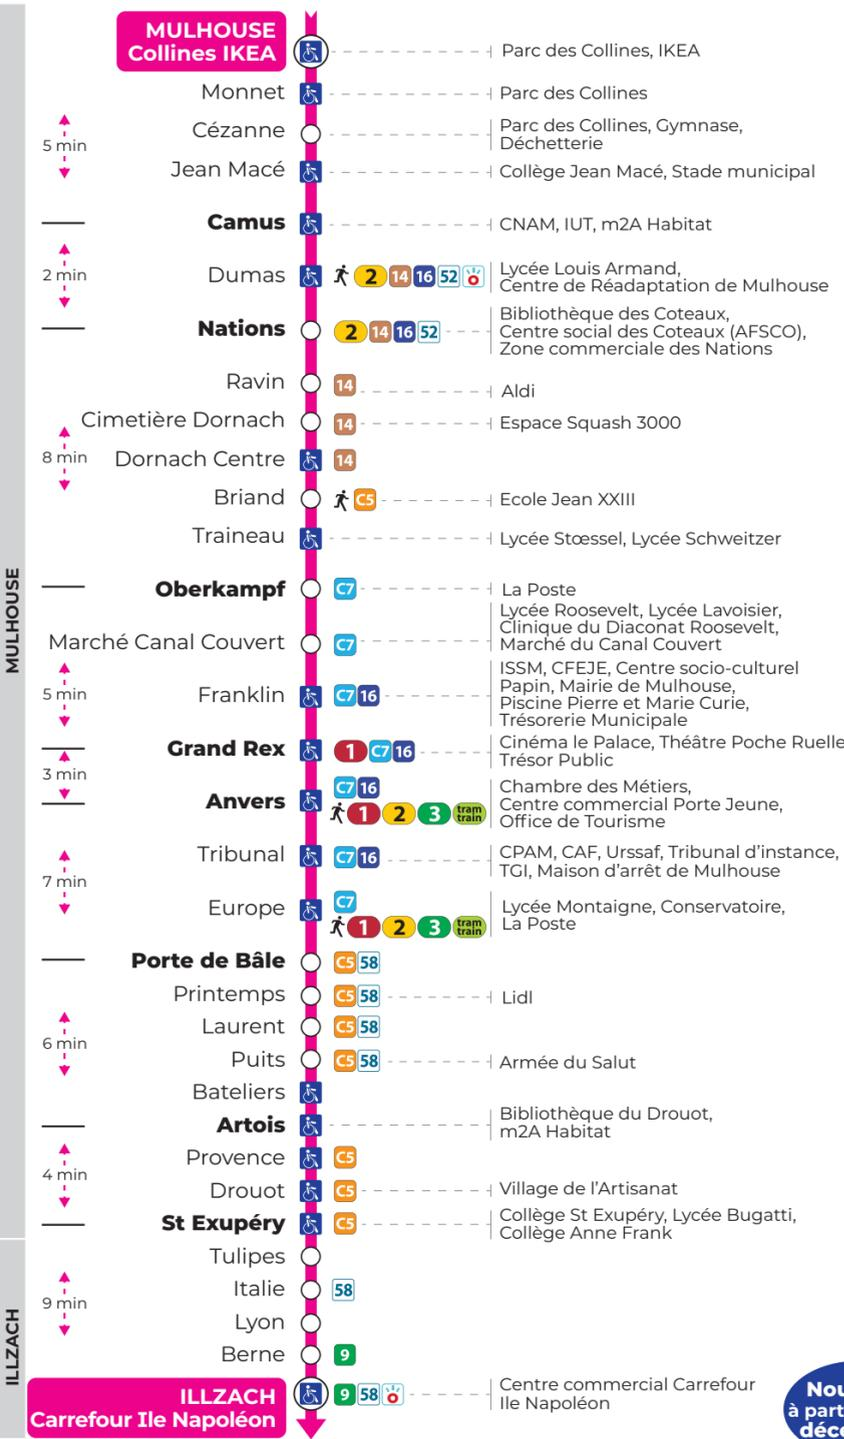 MULHOUSE
Collines IKEA
Parc des Collines, IKEA
Monnet
Parc des Collines
Cézanne
Parc des Collines, Gymnase,
Déchetterie
5 min
Jean Macé
Collège Jean Macé, Stade municipal
Camus
CNAM, IUT, m2A Habitat
2 min
Dumas
2 14 16 52
Lycée Louis Armand,
Centre de Réadaptation de Mulhouse
Nations
2 14 16 52
Bibliothèque des Coteaux,
Centre social des Coteaux (AFSCO),
Zone commerciale des Nations
Ravin
14
Aldi
Cimetière Dornach
14
Espace Squash 3000
8 min
Dornach Centre
14
Briand
C5
Ecole Jean XXIII
Traineau
Lycée Stœssel, Lycée Schweitzer
MULHOUSE
Oberkampf
C7
La Poste
Marché Canal Couvert
C7
Lycée Roosevelt, Lycée Lavoisier,
Clinique du Diaconat Roosevelt,
Marché du Canal Couvert
5 min
Franklin
C7 16
ISSM, CFEJE, Centre socio-culturel
Papin, Mairie de Mulhouse,
Piscine Pierre et Marie Curie,
Trésorerie Municipale
Grand Rex
1 C7 16
Cinéma le Palace, Théâtre Poche Ruelle
Trésor Public
3 min
Anvers
C7 16
1 2 3 tram train
Chambre des Métiers,
Centre commercial Porte Jeune,
Office de Tourisme
Tribunal
C7 16
CPAM, CAF, Urssaf, Tribunal d'instance,
TGI, Maison d'arrêt de Mulhouse
7 min
Europe
C7
1 2 3 tram train
Lycée Montaigne, Conservatoire,
La Poste
Porte de Bâle
C5 58
Printemps
C5 58
Lidl
Laurent
C5 58
6 min
Puits
C5 58
Armée du Salut
Bateliers
Artois
Bibliothèque du Drouot,
m2A Habitat
Provence
C5
4 min
Drouot
C5
Village de l'Artisanat
St Exupéry
C5
Collège St Exupéry, Lycée Bugatti,
Collège Anne Frank
Tulipes
Italie
58
9 min
Lyon
ILLZACH
Berne
9
ILLZACH
Carrefour Ile Napoléon
9 58
Centre commercial Carrefour
Ile Napoléon
Nou
à part
déco